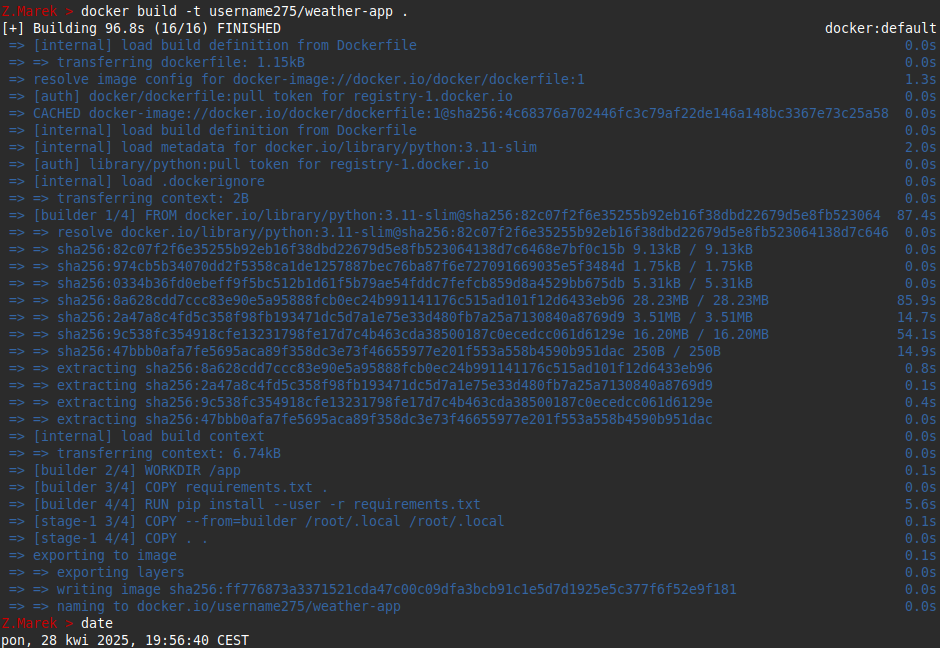 Z.Marek > docker build -t username275/weather-app .
[+] Building 96.8s (16/16) FINISHED docker:default
=> [internal] load build definition from Dockerfile 0.0s
=> => transferring dockerfile: 1.15kB 0.0s
=> resolve image config for docker-image://docker.io/docker/dockerfile:1 1.3s
=> [auth] docker/dockerfile:pull token for registry-1.docker.io 0.0s
=> CACHED docker-image://docker.io/docker/dockerfile:1@sha256:4c68376a702446fc3c79af22de146a148bc3367e73c25a58 0.0s
=> [internal] load build definition from Dockerfile 0.0s
=> [internal] load metadata for docker.io/library/python:3.11-slim 2.0s
=> [auth] library/python:pull token for registry-1.docker.io 0.0s
=> [internal] load .dockerignore 0.0s
=> => transferring context: 2B 0.0s
=> [builder 1/4] FROM docker.io/library/python:3.11-slim@sha256:82c07f2f6e35255b92eb16f38dbd22679d5e8fb523064 87.4s
=> => resolve docker.io/library/python:3.11-slim@sha256:82c07f2f6e35255b92eb16f38dbd22679d5e8fb523064138d7c646 0.0s
=> => sha256:82c07f2f6e35255b92eb16f38dbd22679d5e8fb523064138d7c6468e7bf0c15b 9.13kB / 9.13kB 0.0s
=> => sha256:974cb5b34070dd2f5358ca1de1257887bec76ba87f6e727091669035e5f3484d 1.75kB / 1.75kB 0.0s
=> => sha256:0334b36fd0ebeff9f5bc512b1d61f5b79ae54fddc7fefcb859d8a4529bb675db 5.31kB / 5.31kB 0.0s
=> => sha256:8a628cdd7ccc83e90e5a95888fcb0ec24b991141176c515ad101f12d6433eb96 28.23MB / 28.23MB 85.9s
=> => sha256:2a47a8c4fd5c358f98fb193471dc5d7a1e75e33d480fb7a25a7130840a8769d9 3.51MB / 3.51MB 14.7s
=> => sha256:9c538fc354918cfe13231798fe17d7c4b463cda38500187c0ecedcc061d6129e 16.20MB / 16.20MB 54.1s
=> => sha256:47bbb0afa7fe5695aca89f358dc3e73f46655977e201f553a558b4590b951dac 250B / 250B 14.9s
=> => extracting sha256:8a628cdd7ccc83e90e5a95888fcb0ec24b991141176c515ad101f12d6433eb96 0.8s
=> => extracting sha256:2a47a8c4fd5c358f98fb193471dc5d7a1e75e33d480fb7a25a7130840a8769d9 0.1s
=> => extracting sha256:9c538fc354918cfe13231798fe17d7c4b463cda38500187c0ecedcc061d6129e 0.4s
=> => extracting sha256:47bbb0afa7fe5695aca89f358dc3e73f46655977e201f553a558b4590b951dac 0.0s
=> [internal] load build context 0.0s
=> => transferring context: 6.74kB 0.0s
=> [builder 2/4] WORKDIR /app 0.1s
=> [builder 3/4] COPY requirements.txt . 0.0s
=> [builder 4/4] RUN pip install --user -r requirements.txt 5.6s
=> [stage-1 3/4] COPY --from=builder /root/.local /root/.local 0.1s
=> [stage-1 4/4] COPY . . 0.0s
=> exporting to image 0.1s
=> => exporting layers 0.0s
=> => writing image sha256:ff776873a3371521cda47c00c09dfa3bcb91c1e5d7d1925e5c377f6f52e9f181 0.0s
=> => naming to docker.io/username275/weather-app 0.0s
Z.Marek > date
pon, 28 kwi 2025, 19:56:40 CEST